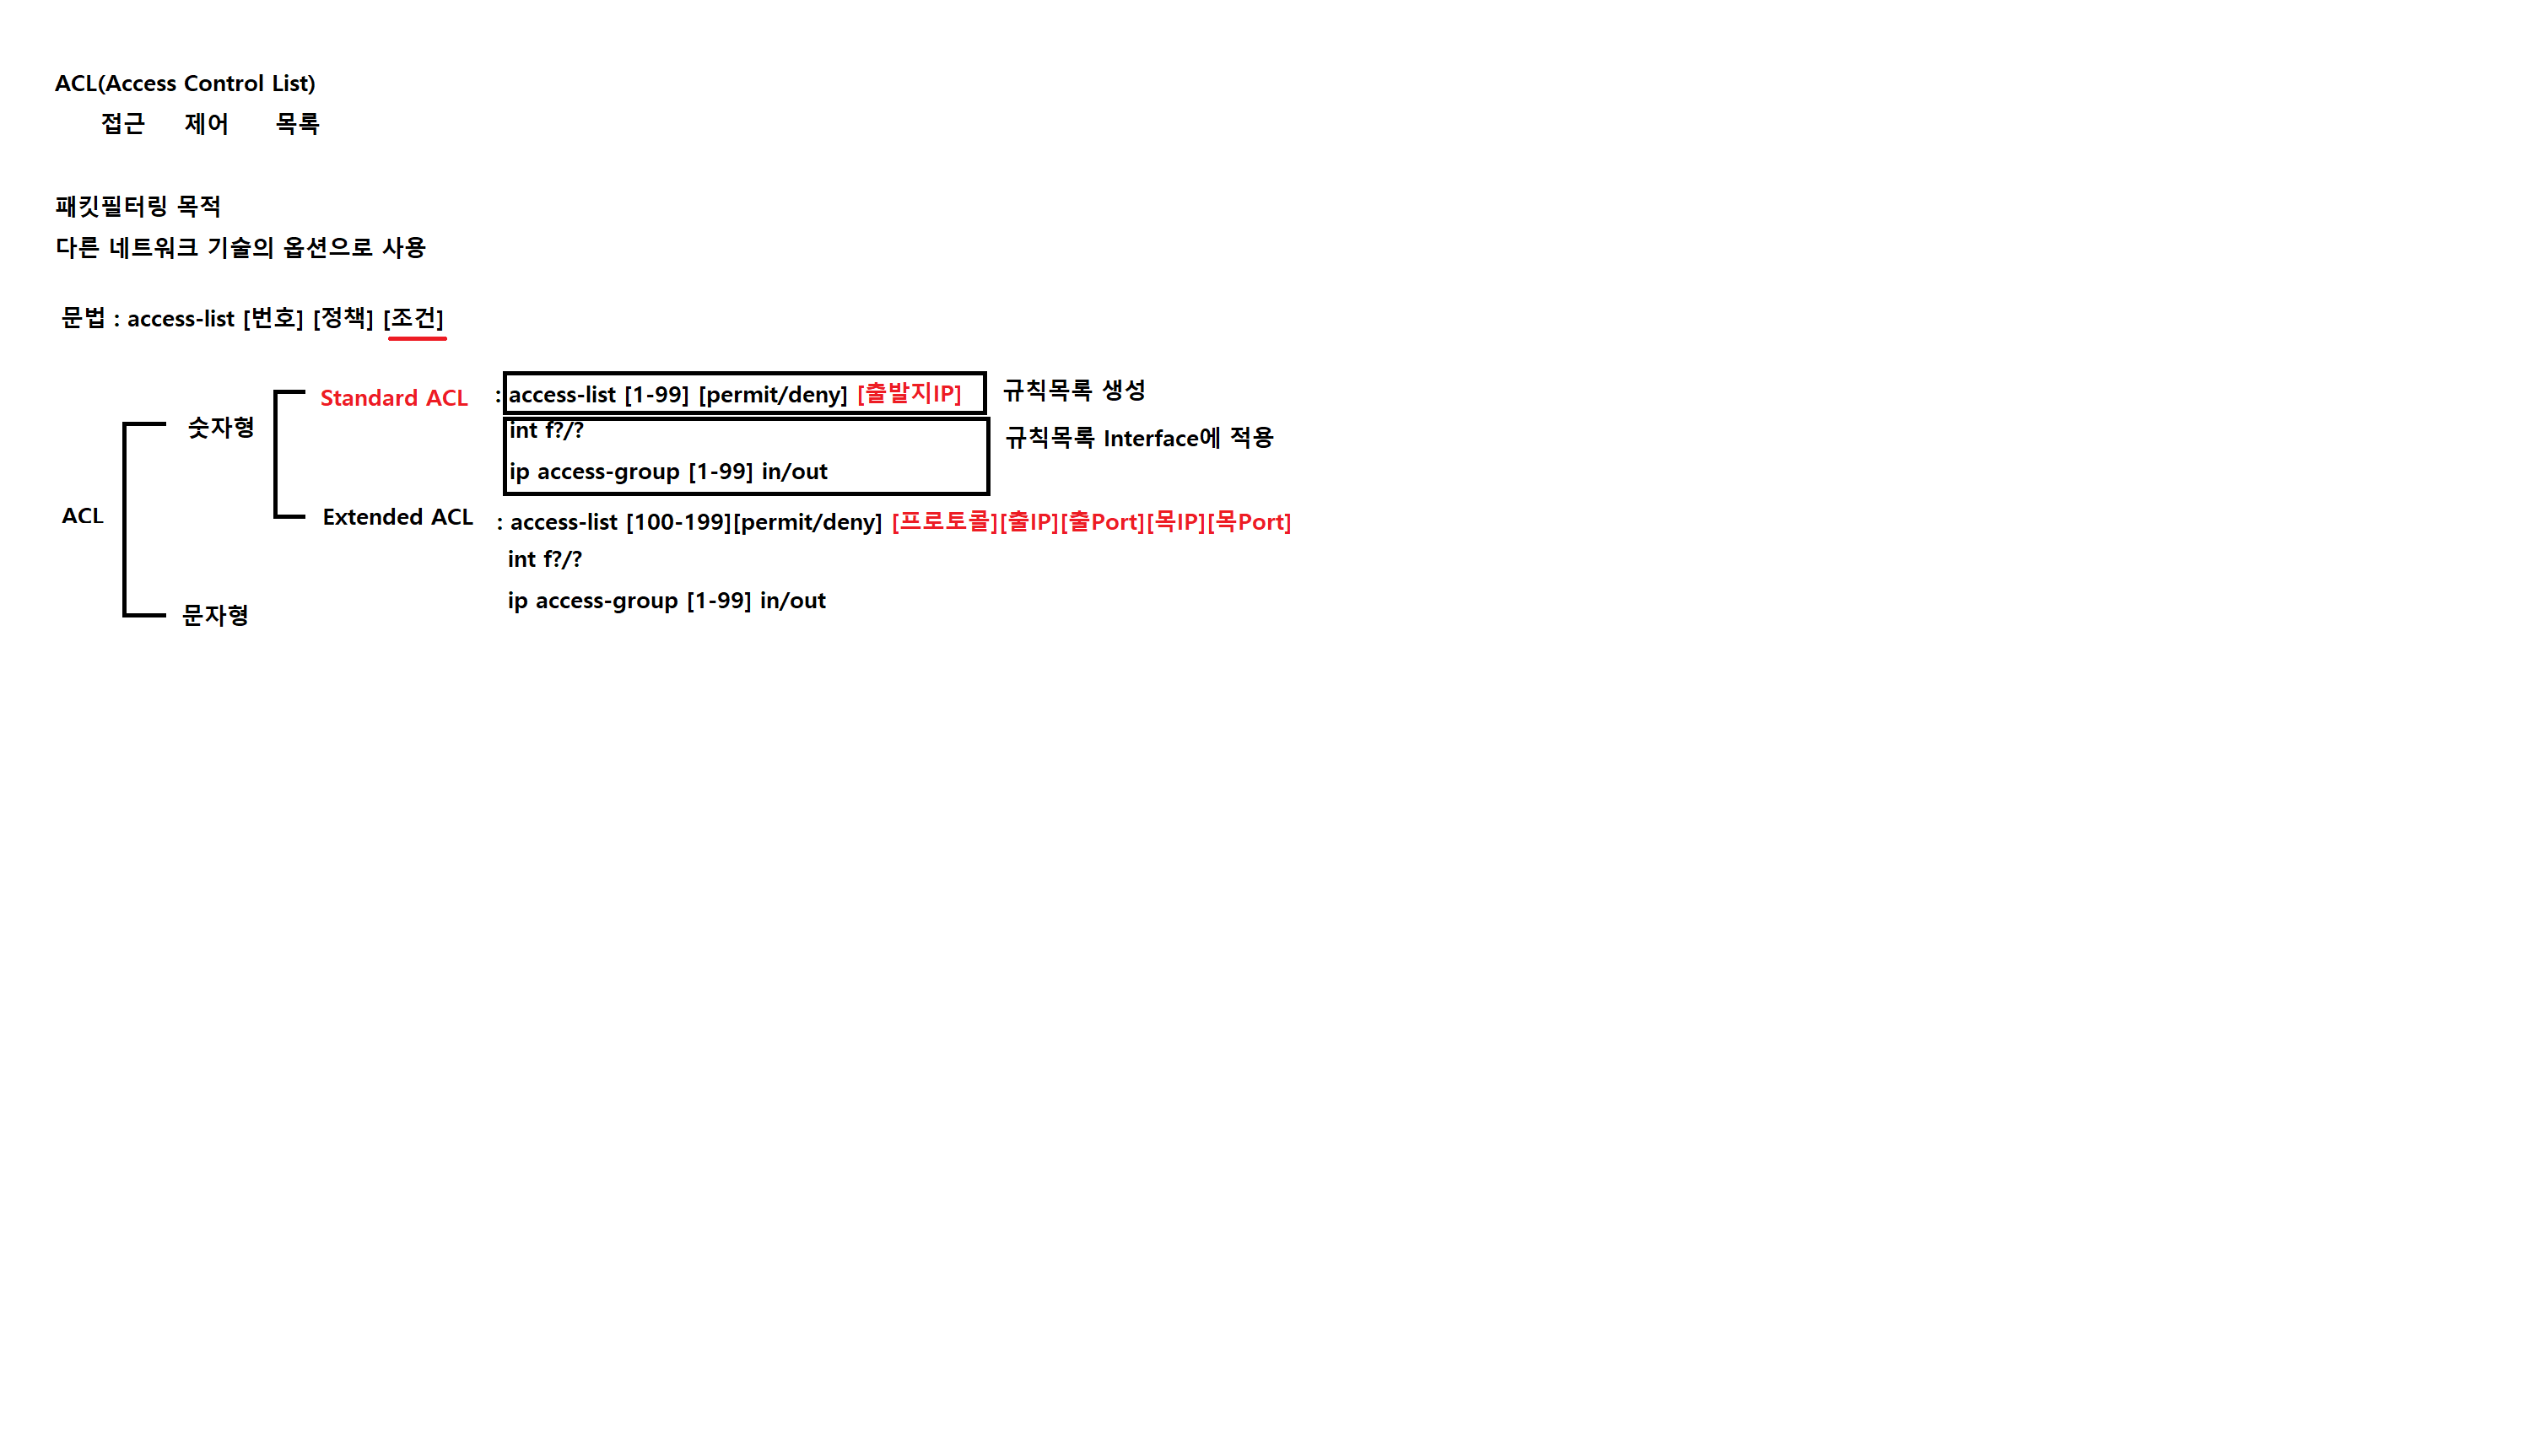 ACL(Access Control List)
접근 제어 목록
패킷필터링 목적
다른 네트워크 기술의 옵션으로 사용
문법 : access-list [번호] [정책] [조건]
ACL
숫자형
Standard ACL : access-list [1-99] [permit/deny] [출발지IP] 규칙목록 생성
int f?/?
규칙목록 Interface에 적용
ip access-group [1-99] in/out
Extended ACL : access-list [100-199][permit/deny] [프로토콜][출IP][출Port][목IP][목Port]
int f?/?
ip access-group [1-99] in/out
문자형